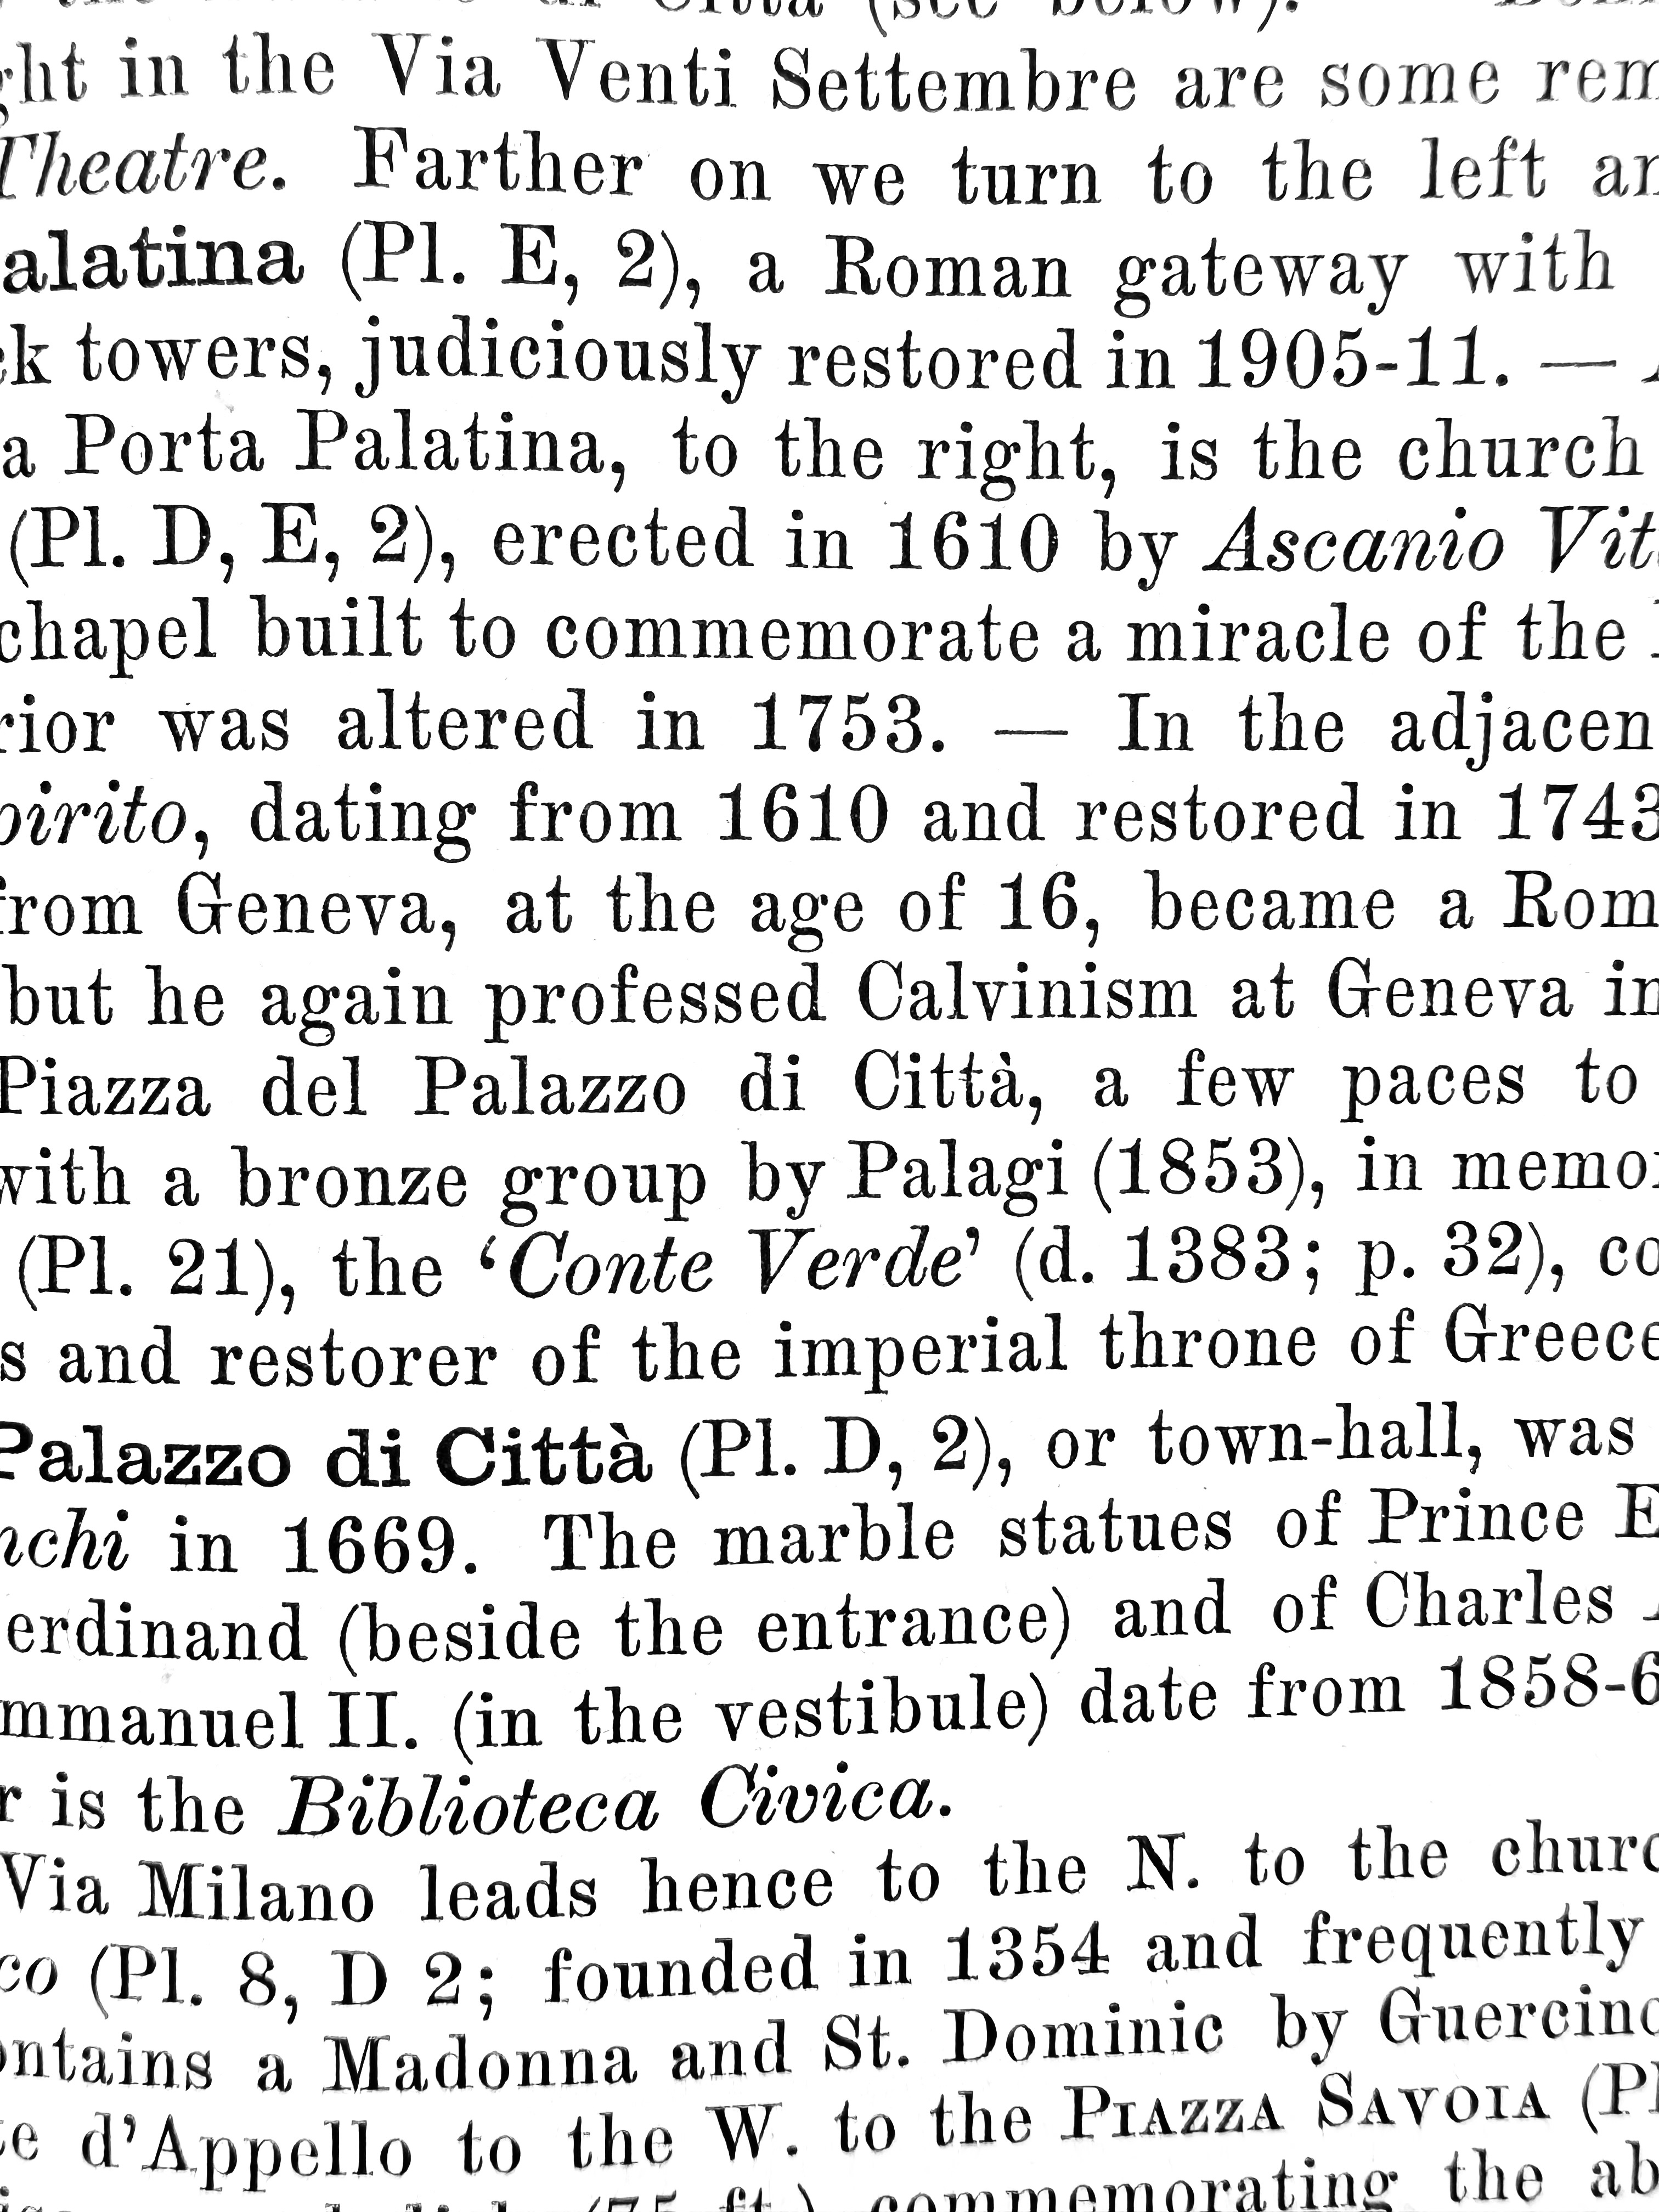 (see below).
ght in the Via Venti Settembre are some rem
Theatre. Farther on we turn to the left an
alatina (Pl. E, 2), a Roman gateway with
ck towers, judiciously restored in 1905-11. —
a Porta Palatina, to the right, is the church
(Pl. D, E, 2), erected in 1610 by Ascanio Vit
chapel built to commemorate a miracle of the
rior was altered in 1753. — In the adjacen
pirito, dating from 1610 and restored in 1743
from Geneva, at the age of 16, became a Rom
but he again professed Calvinism at Geneva in
Piazza del Palazzo di Città, a few paces to
with a bronze group by Palagi (1853), in memor
(Pl. 21), the ‘Conte Verde’ (d. 1383; p. 32), co
s and restorer of the imperial throne of Greece
Palazzo di Città (Pl. D, 2), or town-hall, was
nchi in 1669. The marble statues of Prince E
erdinand (beside the entrance) and of Charles
mmanuel II. (in the vestibule) date from 1858-6
r is the Biblioteca Civica.
Via Milano leads hence to the N. to the churc
co (Pl. 8, D 2; founded in 1354 and frequently
ontains a Madonna and St. Dominic by Guercino
te d'Appello to the W. to the Piazza Savoia (Pl
(75 ft.) commemorating the ab